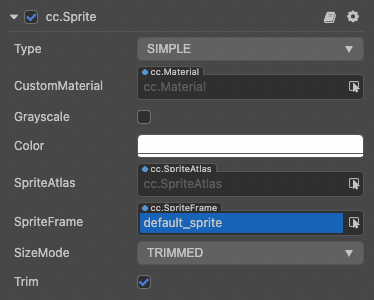 cc.Sprite
Type SIMPLE
cc.Material
CustomMaterial cc.Material
Grayscale
Color
cc.SpriteAtlas
SpriteAtlas cc.SpriteAtlas
cc.SpriteFrame
SpriteFrame default_sprite
SizeMode TRIMMED
Trim